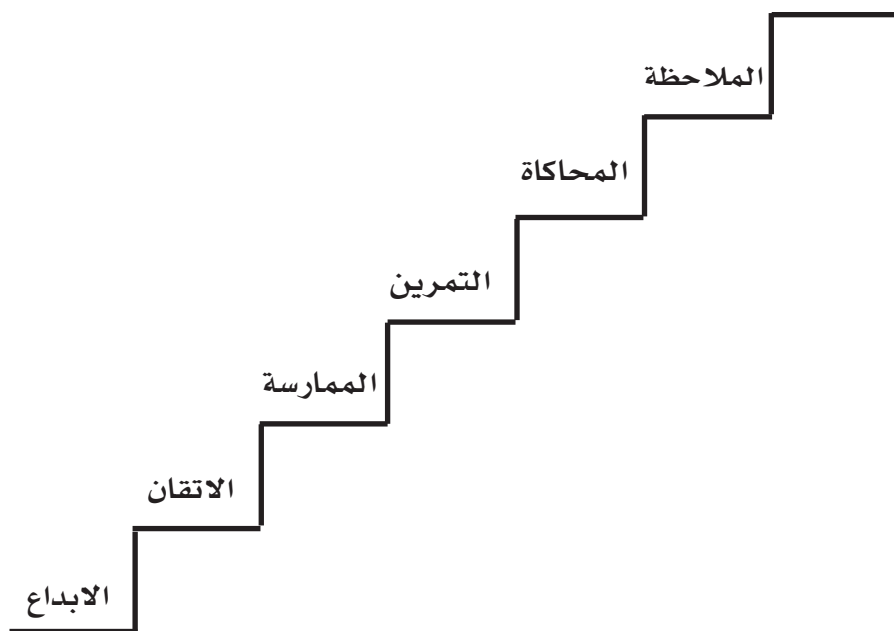 الملاحظة
المحاكاة
التمرين
الممارسة
الاتقان
الابداع